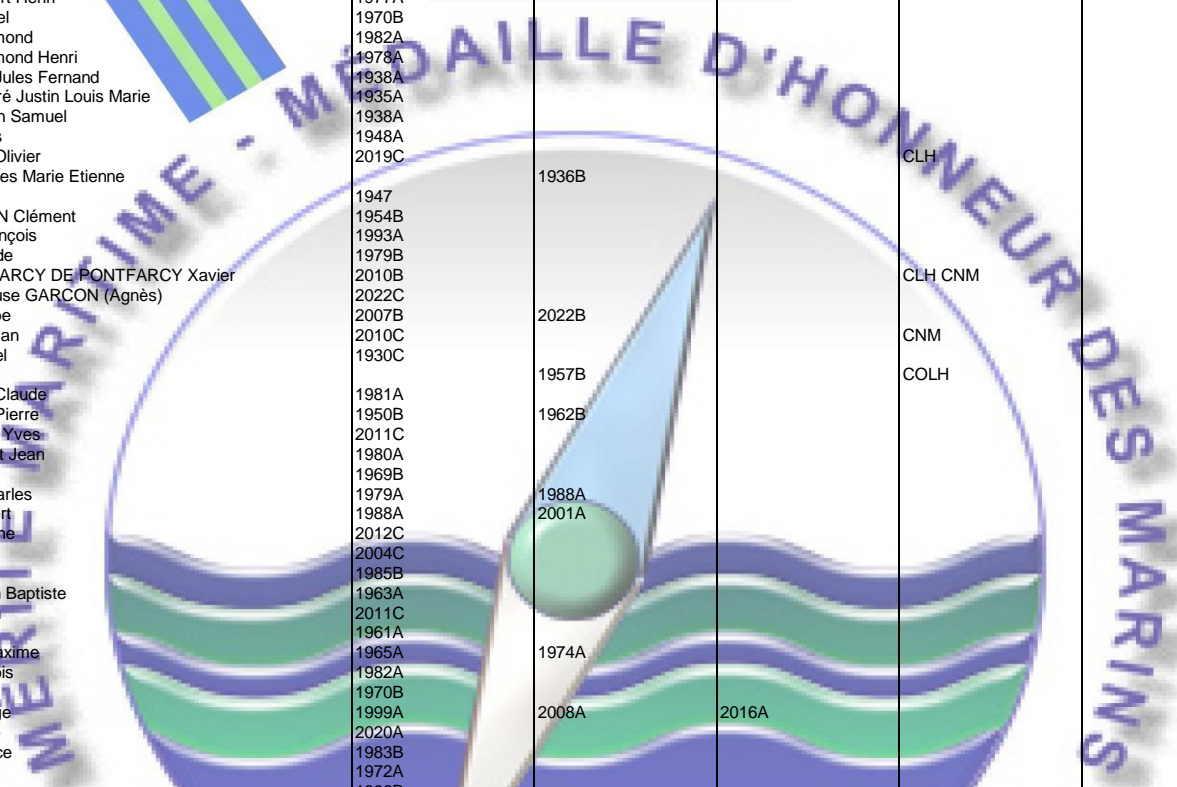 MÉRITE MARITIME - MÉDAILLE D'HONNEUR DES MARINS
el 1970B
mond 1982A
mond Henri 1978A
Jules Fernand 1938A
ré Justin Louis Marie 1935A
n Samuel 1938A
s 1948A
Olivier 2019C CLH
es Marie Etienne 1936B
1947
N Clément 1954B
nçois 1993A
de 1979B
ARCY DE PONTFARCY Xavier 2010B CLH CNM
use GARCON (Agnès) 2022C
pe 2007B 2022B
an 2010C CNM
el 1930C
1957B COLH
Claude 1981A
Pierre 1950B 1962B
Yves 2011C
t Jean 1980A
1969B
arles 1979A 1988A
rt 1988A 2001A
ne 2012C
2004C
1985B
n Baptiste 1963A
2011C
1961A
axime 1965A 1974A
ois 1982A
1970B
ge 1999A 2008A 2016A
2020A
ce 1983B
1972A